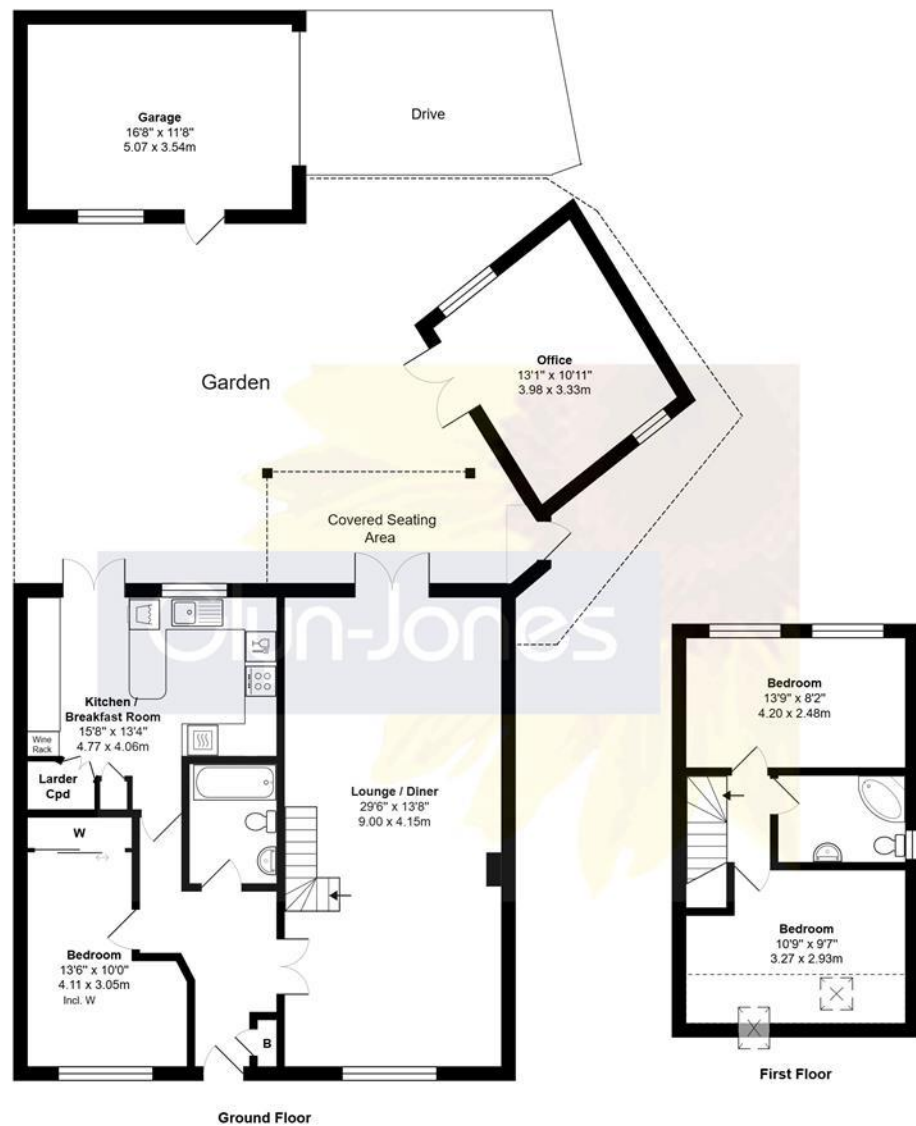 Garage
16'8" x 11'8"
5.07 x 3.54m
Drive
Office
13'1" x 10'11"
3.98 x 3.33m
Garden
Covered Seating
Area
Kitchen /
Breakfast Room
15'8" x 13'4"
4.77 x 4.06m
Wine
Rack
Larder
Cpd
W
Bedroom
13'6" x 10'0"
4.11 x 3.05m
Incl. W
Lounge / Diner
29'6" x 13'8"
9.00 x 4.15m
B
Ground Floor
Bedroom
13'9" x 8'2"
4.20 x 2.48m
Bedroom
10'9" x 9'7"
3.27 x 2.93m
First Floor